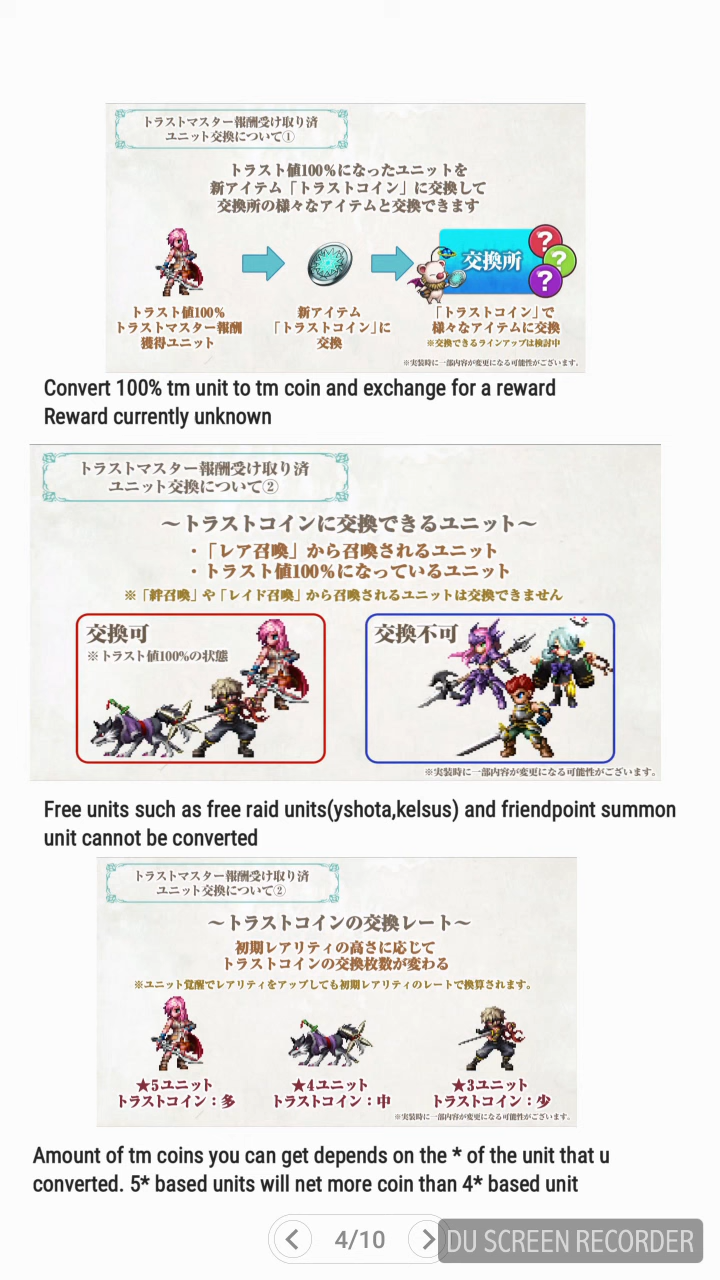 トラストマスター報酬受け取り済
ユニット交換について①
トラスト値100%になったユニットを
新アイテム「トラストコイン」に交換して
交換所の様々なアイテムと交換できます
交換所
? ? ?
トラスト値100%
トラストマスター報酬
獲得ユニット
新アイテム
「トラストコイン」に
交換
「トラストコイン」で
様々なアイテムに交換
※交換できるラインアップは検討中
※実装時に一部内容が変更になる可能性がございます。
Convert 100% tm unit to tm coin and exchange for a reward
Reward currently unknown
トラストマスター報酬受け取り済
ユニット交換について②
～トラストコインに交換できるユニット～
・「レア召喚」から召喚されるユニット
・トラスト値100%になっているユニット
※「絆召喚」や「レイド召喚」から召喚されるユニットは交換できません
交換可
※トラスト値100%の状態
交換不可
※実装時に一部内容が変更になる可能性がございます。
Free units such as free raid units(yshota,kelsus) and friendpoint summon
unit cannot be converted
トラストマスター報酬受け取り済
ユニット交換について②
～トラストコインの交換レート～
初期レアリティの高さに応じて
トラストコインの交換枚数が変わる
※ユニット覚醒でレアリティをアップしても初期レアリティのレートで換算されます。
★5ユニット
トラストコイン：多
★4ユニット
トラストコイン：中
★3ユニット
トラストコイン：少
※実装時に一部内容が変更になる可能性がございます。
Amount of tm coins you can get depends on the * of the unit that u
converted. 5* based units will net more coin than 4* based unit
4/10
DU SCREEN RECORDER